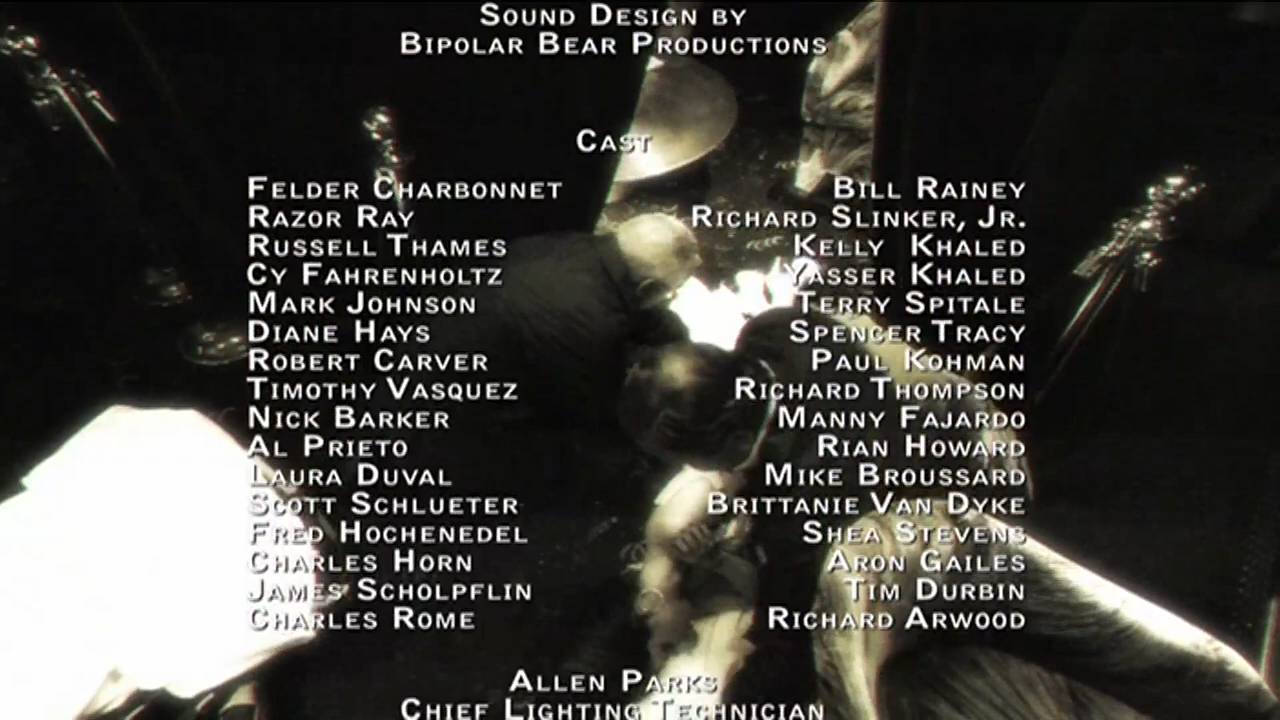 Sound Design by
Bipolar Bear Productions
Cast
Felder Charbonnet Bill Rainey
Razor Ray Richard Slinker, Jr.
Russell Thames Kelly Khaled
Cy Fahrenholtz Yasser Khaled
Mark Johnson Terry Spitale
Diane Hays Spencer Tracy
Robert Carver Paul Kohman
Timothy Vasquez Richard Thompson
Nick Barker Manny Fajardo
Al Prieto Rian Howard
Laura Duval Mike Broussard
Scott Schlueter Brittanie Van Dyke
Fred Hochenedel Shea Stevens
Charles Horn Aron Gailes
James Scholpflin Tim Durbin
Charles Rome Richard Arwood
Allen Parks
Chief Lighting Technician